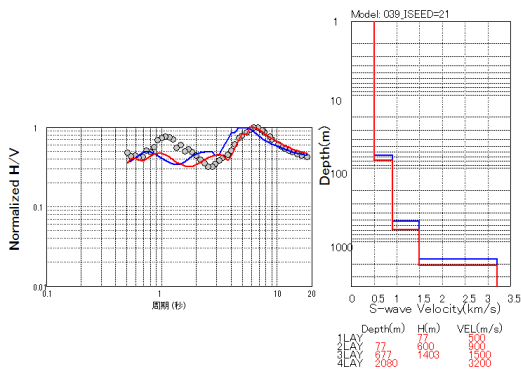 Model: 039_ISEED=21
Normalized H/V
1
0.1
0.01
0.1
1
10
20
周期(秒)
Depth(m)
1
10
100
1000
0
0.5
1
1.5
2
2.5
3
3.5
S-wave Velocity(km/s)
Depth(m) H(m) VEL(m/s)
1LAY 77 500
2LAY 77 600 900
3LAY 677 1403 1500
4LAY 2080 3200